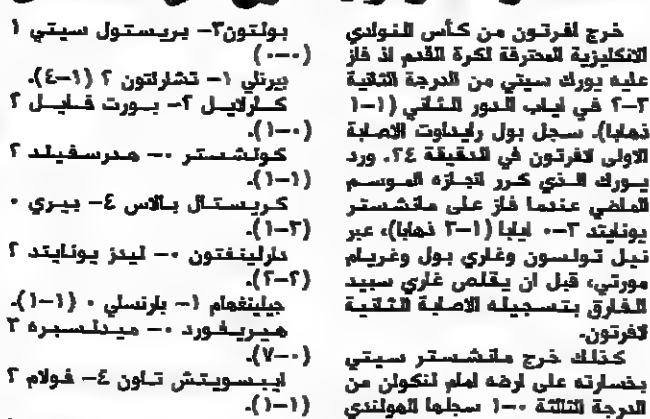 خرج افرتون من كأس النوادي
الانكليزية المحترفة لكرة القدم اذ فاز
عليه يورك سيتي من الدرجة الثانية
٣-٢ في اياب الدور الثاني (١-١
ذهابا). سجل بول رايداوت الاصابة
الاولى لافرتون في الدقيقة ٢٤. ورد
يورك الذي كرر انجازه الموسم
الماضي عندما فاز على مانشستر
يونايتد ٣-٠ ايابا (١-٣ ذهابا)، عبر
نيل تولسون وغاري بول وغريام
مورتي، قبل ان يقلص غاري سبيد
الفارق بتسجيله الاصابة الثانية
لافرتون.
كذلك خرج مانشستر سيتي
بخسارته على ارضه امام لنكولن من
الدرجة الثالثة ٠-١ سجلها الهولندي
بولتون ٣- بريستول سيتي ١
(٠-٠)
بيرنلي ١- تشارلتون ٢ (١-٤).
كارلايل ٢- بورت فايل ٢
(٠-١).
كولشستر ٠- هدرسفيلد ٢
(١-١)
كريستال بالاس ٤- بيري ٠
(٣-١).
دارلينغتون ٠- ليدز يونايتد ٢
(٢-٢).
جيلينغهام ١- بارنسلي ٠ (١-١).
هيريفورد ٠- ميدلسبره ٣
(٠-٧).
ايبسويتش تاون ٤- فولام ٢
(١-١).